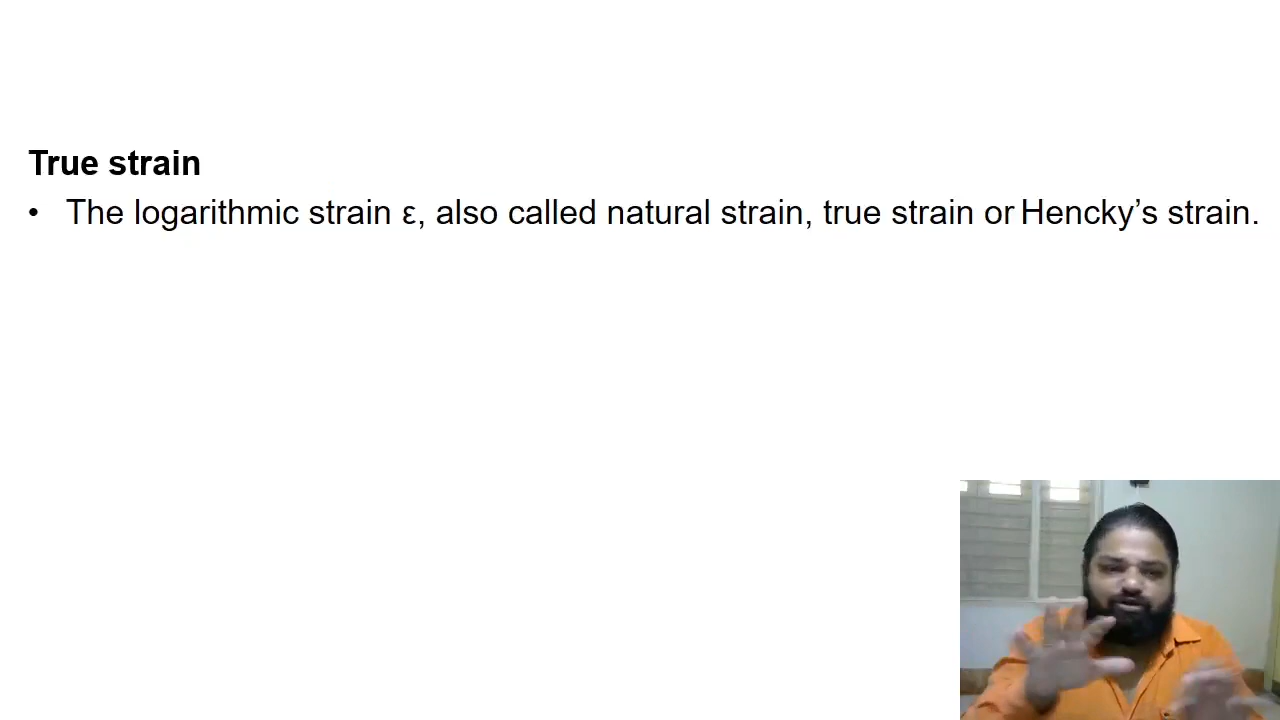 True strain
• The logarithmic strain ε, also called natural strain, true strain or Hencky’s strain.